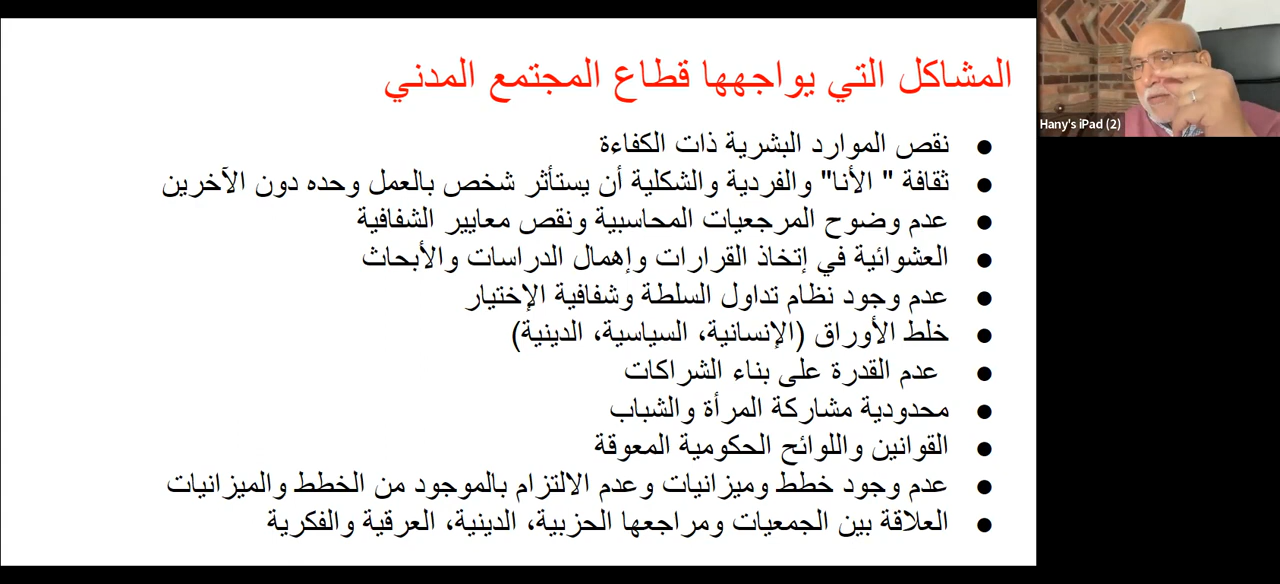 المشاكل التي يواجهها قطاع المجتمع المدني
Hany's iPad (2)
● نقص الموارد البشرية ذات الكفاءة
● ثقافة " الأنا" والفردية والشكلية أن يستأثر شخص بالعمل وحده دون الآخرين
● عدم وضوح المرجعيات المحاسبية ونقص معايير الشفافية
● العشوائية في إتخاذ القرارات وإهمال الدراسات والأبحاث
● عدم وجود نظام تداول السلطة وشفافية الإختيار
● خلط الأوراق (الإنسانية، السياسية، الدينية)
● عدم القدرة على بناء الشراكات
● محدودية مشاركة المرأة والشباب
● القوانين واللوائح الحكومية المعوقة
● عدم وجود خطط وميزانيات وعدم الالتزام بالموجود من الخطط والميزانيات
● العلاقة بين الجمعيات ومراجعها الحزبية، الدينية، العرقية والفكرية